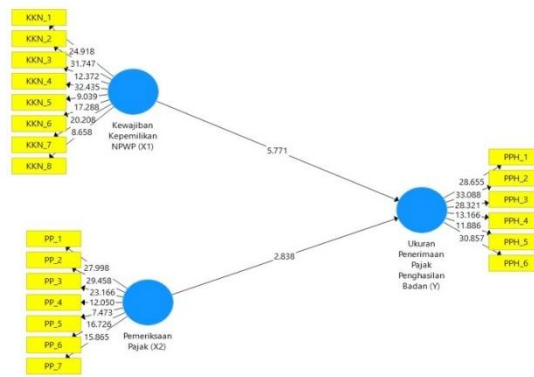 KKN_1
KKN_2
KKN_3
KKN_4
KKN_5
KKN_6
KKN_7
KKN_8
24.918
31.747
12.372
32.435
9.039
17.288
20.208
8.658
Kewajiban
Kepemilikan
NPWP (X1)
5.771
PP_1
PP_2
PP_3
PP_4
PP_5
PP_6
PP_7
27.998
29.458
23.166
12.050
7.473
16.726
15.865
Pemeriksaan
Pajak (X2)
2.838
Ukuran
Penerimaan
Pajak
Penghasilan
Badan (Y)
28.655
33.088
28.321
13.166
11.886
30.857
PPH_1
PPH_2
PPH_3
PPH_4
PPH_5
PPH_6